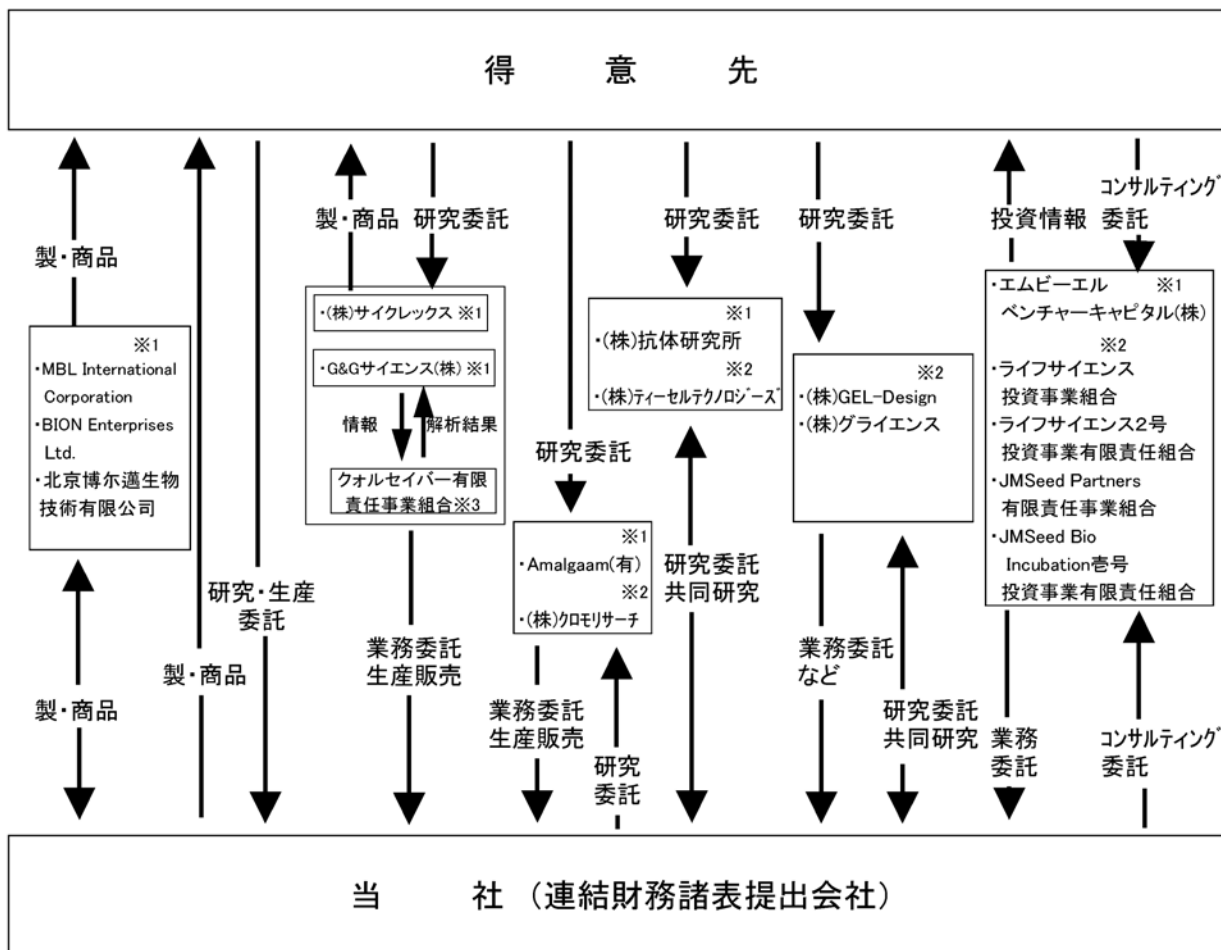 得 意 先
製・商品
製・商品
研究委託
研究委託
研究委託
研究委託
投資情報
コンサルティング
委託
※1
・MBL International
Corporation
・BION Enterprises
Ltd.
・北京博尔邁生物
技術有限公司
・(株)サイクレックス ※1
・G&Gサイエンス(株) ※1
情報
解析結果
クォルセイバー有限
責任事業組合※3
※1
・Amalgaam(有)
※2
・(株)クロモリサーチ
※1
・(株)抗体研究所
※2
・(株)ティーセルテクノロジーズ
※2
・(株)GEL-Design
・(株)グライエンス
・エムビーエル ※1
ベンチャーキャピタル(株)
※2
・ライフサイエンス
投資事業組合
・ライフサイエンス2号
投資事業有限責任組合
・JMSeed Partners
有限責任事業組合
・JMSeed Bio
Incubation壱号
投資事業有限責任組合
製・商品
製・商品
研究・生産
委託
業務委託
生産販売
業務委託
生産販売
研究
委託
研究委託
共同研究
業務委託
など
研究委託
共同研究
業務
委託
コンサルティング
委託
当 社 (連結財務諸表提出会社)